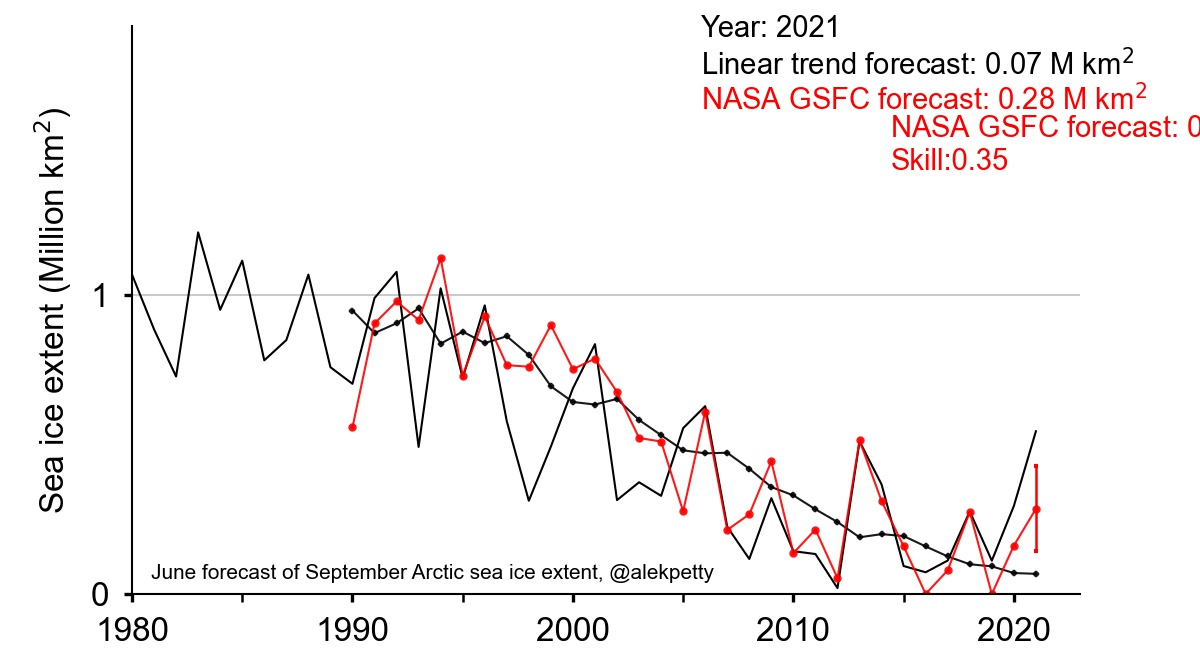 Year: 2021
Linear trend forecast: 0.07 M km²
NASA GSFC forecast: 0.28 M km²
NASA GSFC forecast: 0
Skill:0.35
Sea ice extent (Million km²)
1
0
June forecast of September Arctic sea ice extent, @alekpetty
1980 1990 2000 2010 2020